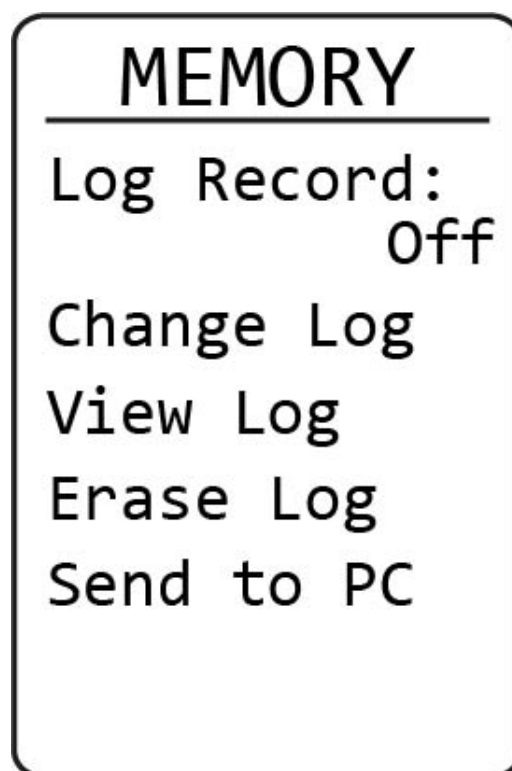 MEMORY
Log Record:
Off
Change Log
View Log
Erase Log
Send to PC